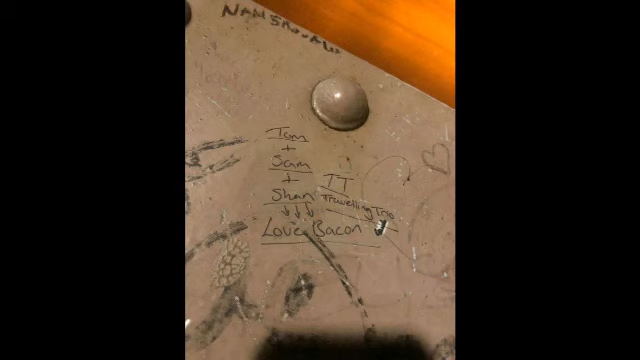 Tom
+
Sam
+
Shan
TT
Travelling Trio
Love Bacon